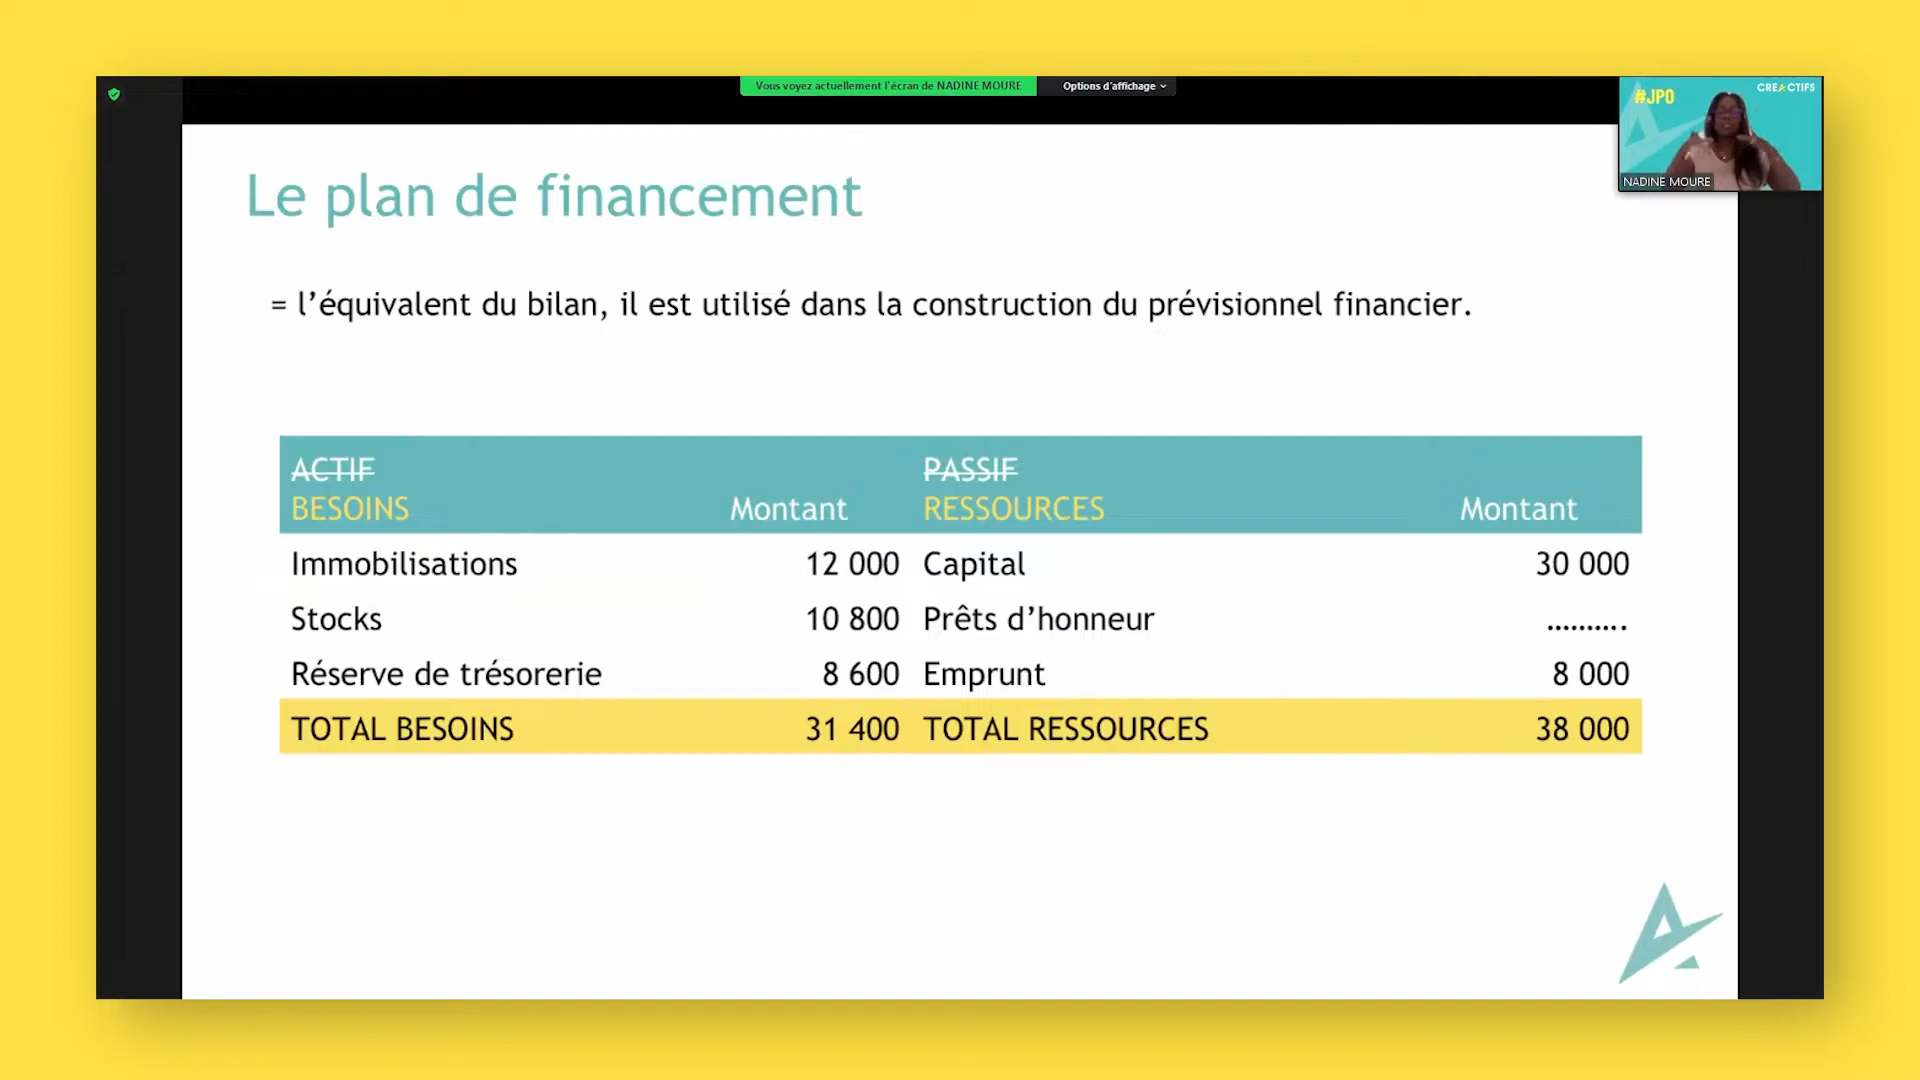 Vous voyez actuellement l'écran de NADINE MOURE
Options d'affichage
#JPO
CREACTIFS
NADINE MOURE
Le plan de financement
= l'équivalent du bilan, il est utilisé dans la construction du prévisionnel financier.
ACTIF PASSIF
BESOINS Montant RESSOURCES Montant
Immobilisations 12 000 Capital 30 000
Stocks 10 800 Prêts d'honneur ……….
Réserve de trésorerie 8 600 Emprunt 8 000
TOTAL BESOINS 31 400 TOTAL RESSOURCES 38 000